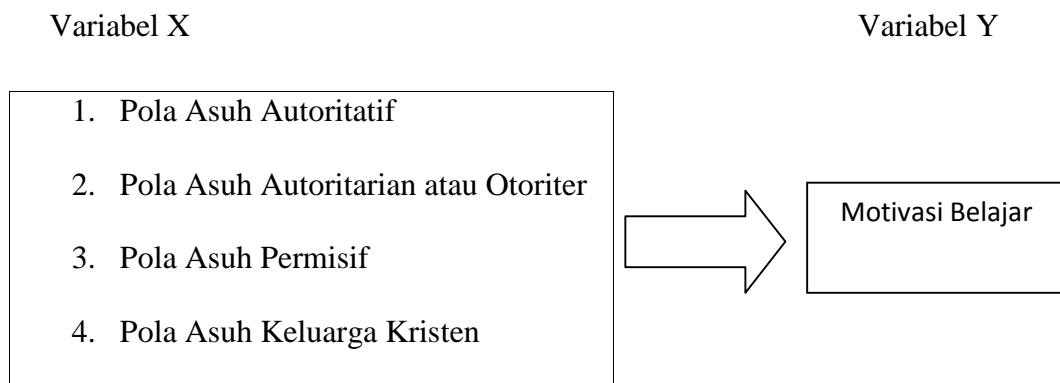 Variabel X
Variabel Y
1. Pola Asuh Autoritatif
2. Pola Asuh Autoritarian atau Otoriter
3. Pola Asuh Permisif
4. Pola Asuh Keluarga Kristen
Motivasi Belajar